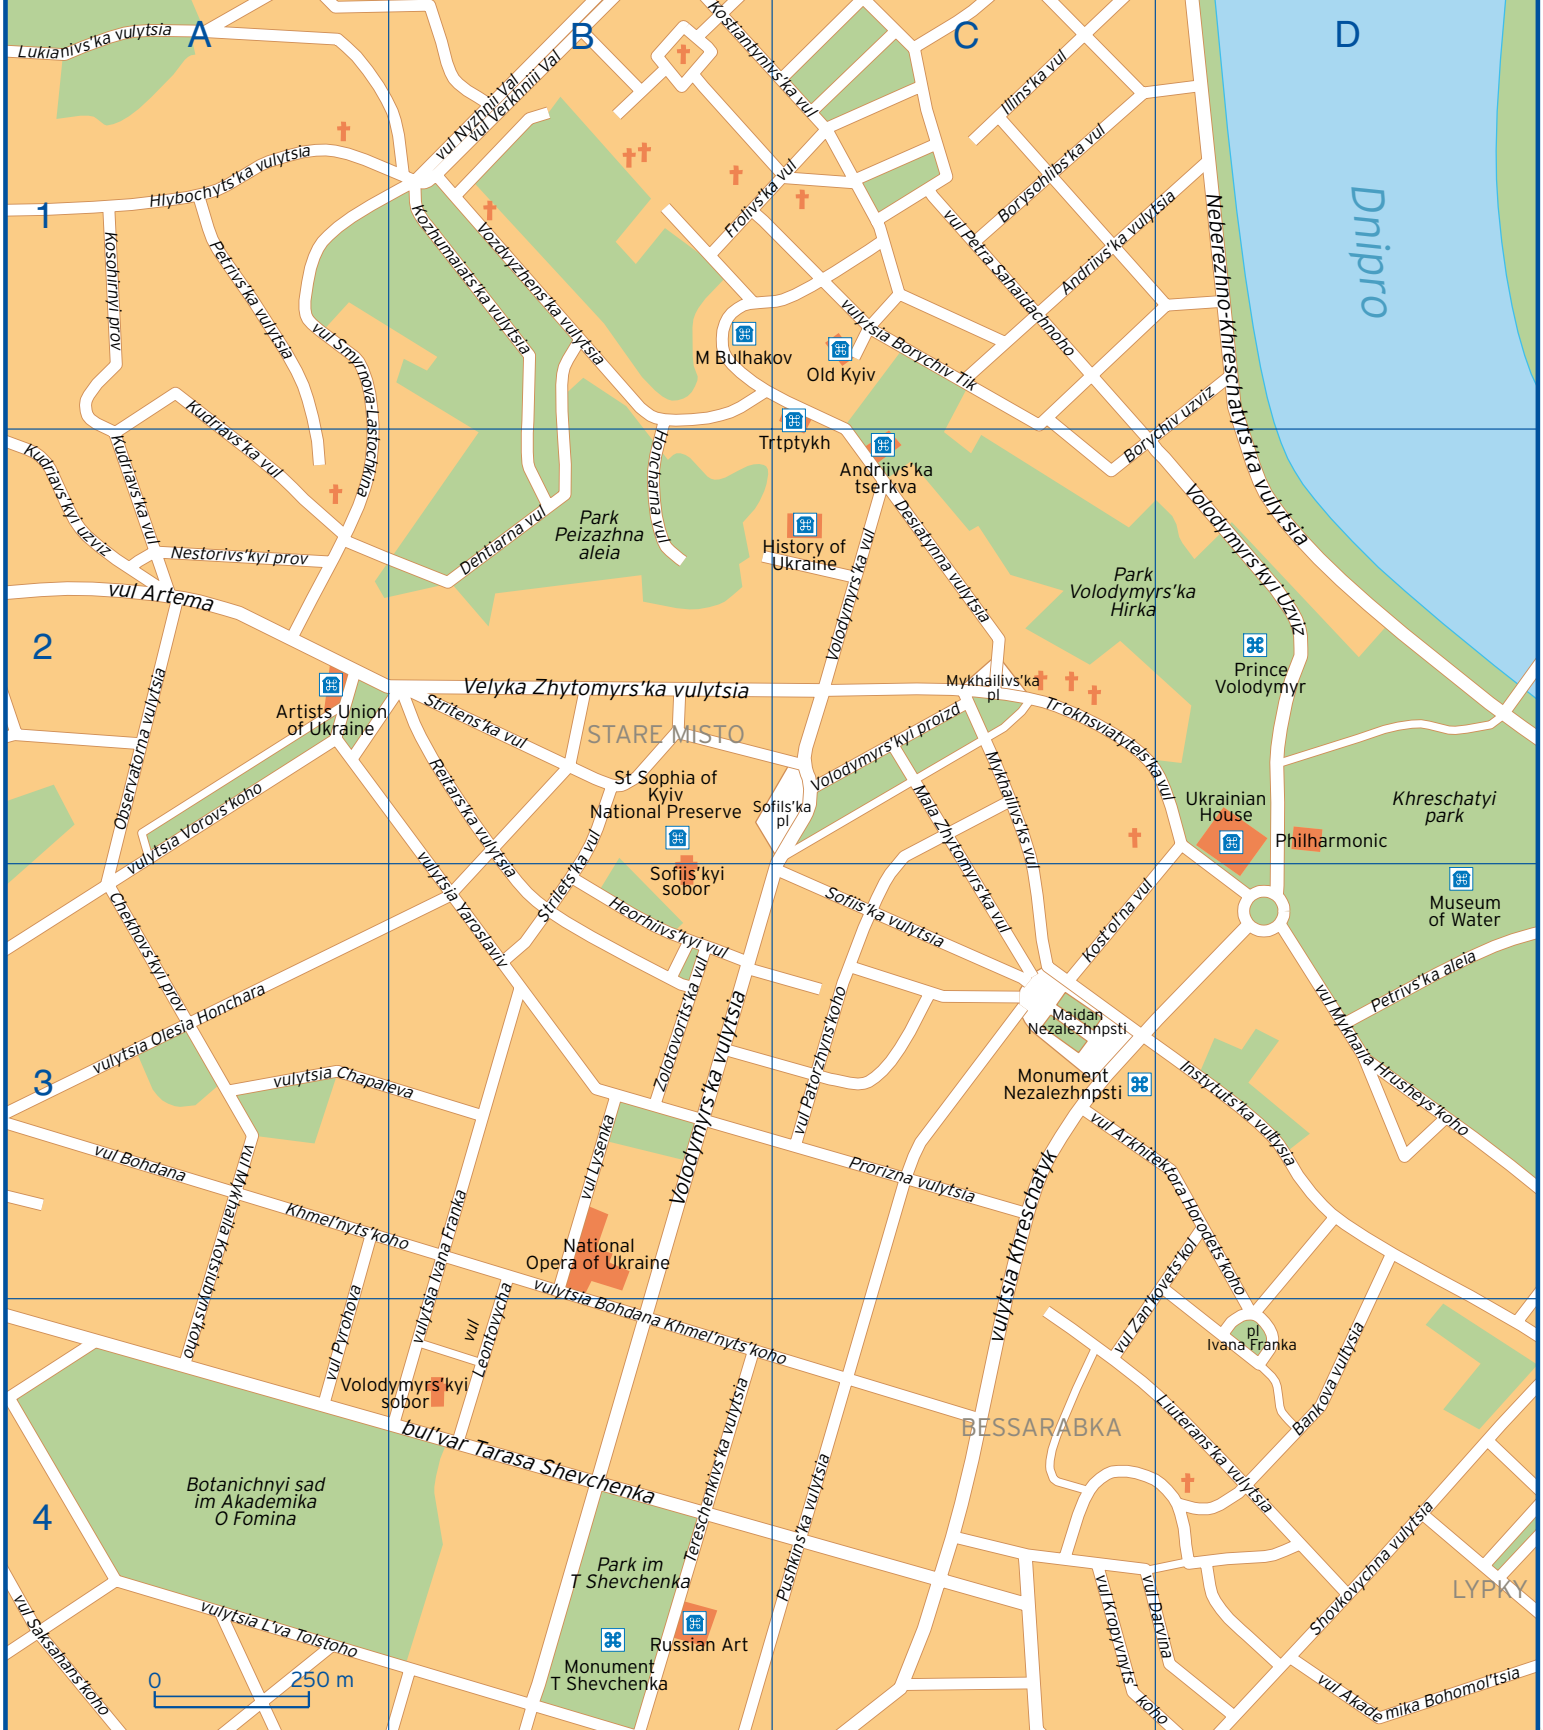 A
B
C
D
1
2
3
4
Lukianivs'ka vulytsia
vul Nyzhnii Val
vul Verkhniii Val
Kostiantynivs'ka vul
Illins'ka vul
Borysohlibs'ka vul
Hlybochyts'ka vulytsia
Frolivs'ka vul
Andriivs'ka vulytsia
Neberezhno-Khreschatyts'ka vulytsia
Dnipro
Kosohirnyi prov
Petrivs'ka vulytsia
Kozhumaiats'ka vulytsia
Vozdvyzhens'ka vulytsia
vul Petra Sahaidachnoho
vul Smyrnova-Lastochkina
M Bulhakov
Old Kyiv
vulytsia Borychiv Tik
Borychiv uzviz
Kudriavs'ka vul
Kudriavs'ka vul
Kudriavs'kyi uzviz
Honcharna vul
Trtptykh
Andriivs'ka
tserkva
Volodymyrs'kyi Uzviz
Desiatynna vulytsia
Park
Peizazhna
aleia
History of
Ukraine
Dehtiarna vul
Nestorivs'kyi prov
vul Artema
Volodymyrs'ka vul
Park
Volodymyrs'ka
Hirka
Prince
Volodymyr
Observatorna vulytsia
Artists Union
of Ukraine
Velyka Zhytomyrs'ka vulytsia
Mykhailivs'ka
pl
Stritens'ka vul
STARE MISTO
Volodymyrs'kyi proizd
Tr'okhsviatytels'ka vul
Reitars'ka vulytsia
St Sophia of
Kyiv
National Preserve
Sofiis'ka
pl
Mykhailivs'ks vul
Mala Zhytomyrs'ka vul
Ukrainian
House
Philharmonic
Khreschatyi
park
vulytsia Vorovs'koho
vulytsia Yaroslaviv
Strilets'ka vul
Sofiis'kyi
sobor
Museum
of Water
Chekhovs'kyi prov
Heorhiivs'kyi vul
Sofiis'ka vulytsia
Kost'ol'na vul
Petrivs'ka aleia
vulytsia Olesia Honchara
Zolotovorits'ka vul
Volodymyrs'ka vulytsia
vul Patorzhyns'koho
Maidan
Nezalezhnpsti
vul Mykhaila Hrusheys'koho
vulytsia Chapaieva
Monument
Nezalezhnpsti
Instytuts'ka vultysia
vul Bohdana
Khmel'nyts'koho
vul Mykhaila Kotsiubyns'koho
vul Lysenka
Prorizna vulytsia
vul Arkhitektora Horodets'koho
vulytsia Ivana Franka
National
Opera of Ukraine
vulytsia Khreschatyk
vul Zan'kovets'koi
vul Pyrohova
vul
Leontovycha
vulytsia Bohdana Khmel'nyts'koho
pl
Ivana Franka
Bankova vultysia
Volodymyrs'kyi
sobor
bul'var Tarasa Shevchenka
Tereschenkivs'ka vulytsia
Pushkins'ka vulytsia
BESSARABKA
Liuterans'ka vulytsia
Botanichnyi sad
im Akademika
O Fomina
Park im
T Shevchenka
Shovkovychna vulytsia
LYPKY
vul Saksahans'koho
vulytsia L'va Tolstoho
Monument
T Shevchenka
Russian Art
vul Kropyvnyts'
koho
vul Darvina
vul Akade
mika Bohomol'tsia
0
250 m